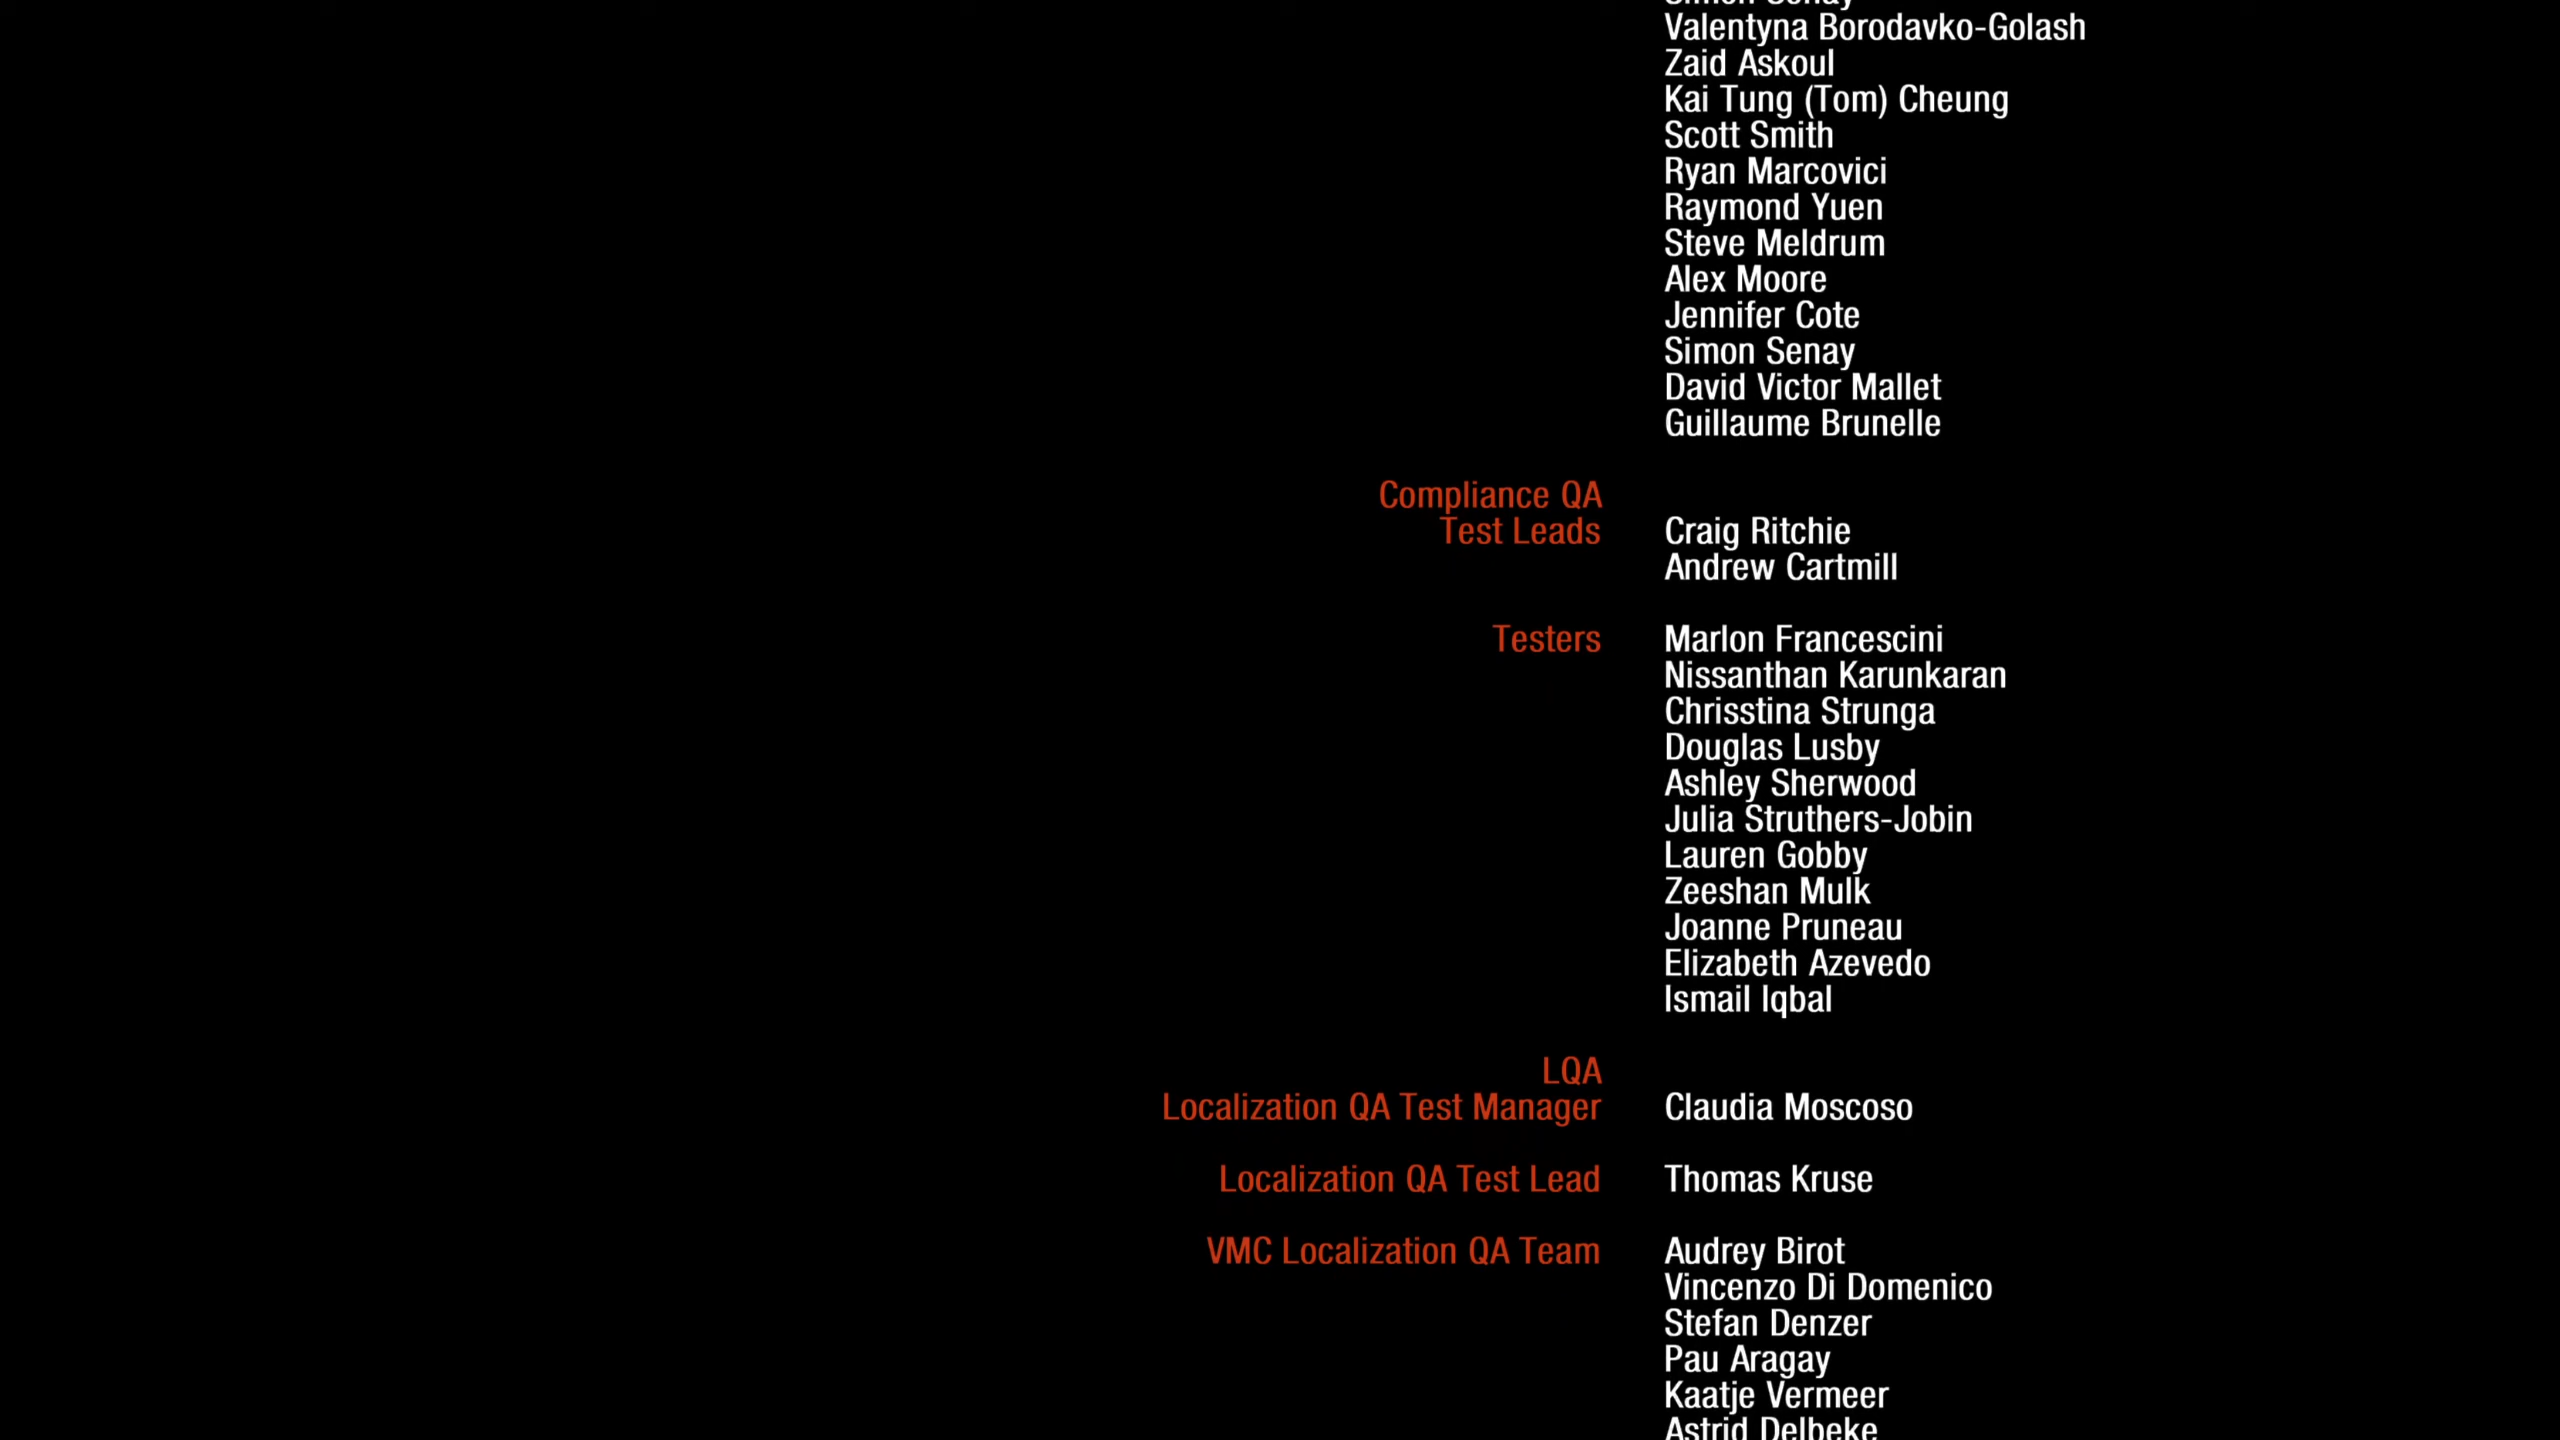 Simon Senay
Valentyna Borodavko-Golash
Zaid Askoul
Kai Tung (Tom) Cheung
Scott Smith
Ryan Marcovici
Raymond Yuen
Steve Meldrum
Alex Moore
Jennifer Cote
Simon Senay
David Victor Mallet
Guillaume Brunelle
Compliance QA
Test Leads Craig Ritchie
Andrew Cartmill
Testers Marlon Francescini
Nissanthan Karunkaran
Chrisstina Strunga
Douglas Lusby
Ashley Sherwood
Julia Struthers-Jobin
Lauren Gobby
Zeeshan Mulk
Joanne Pruneau
Elizabeth Azevedo
Ismail Iqbal
LQA
Localization QA Test Manager Claudia Moscoso
Localization QA Test Lead Thomas Kruse
VMC Localization QA Team Audrey Birot
Vincenzo Di Domenico
Stefan Denzer
Pau Aragay
Kaatje Vermeer
Astrid Delbeke